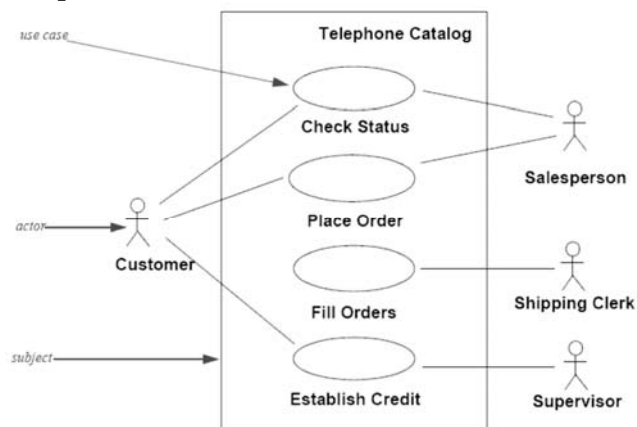 use case
Telephone Catalog
Check Status
Salesperson
Place Order
actor
Customer
Fill Orders
Shipping Clerk
subject
Establish Credit
Supervisor